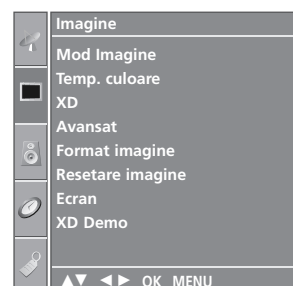 Imagine
Mod Imagine
Temp. culoare
XD
Avansat
Format imagine
Resetare imagine
Ecran
XD Demo
▲▼ ◄► OK MENU